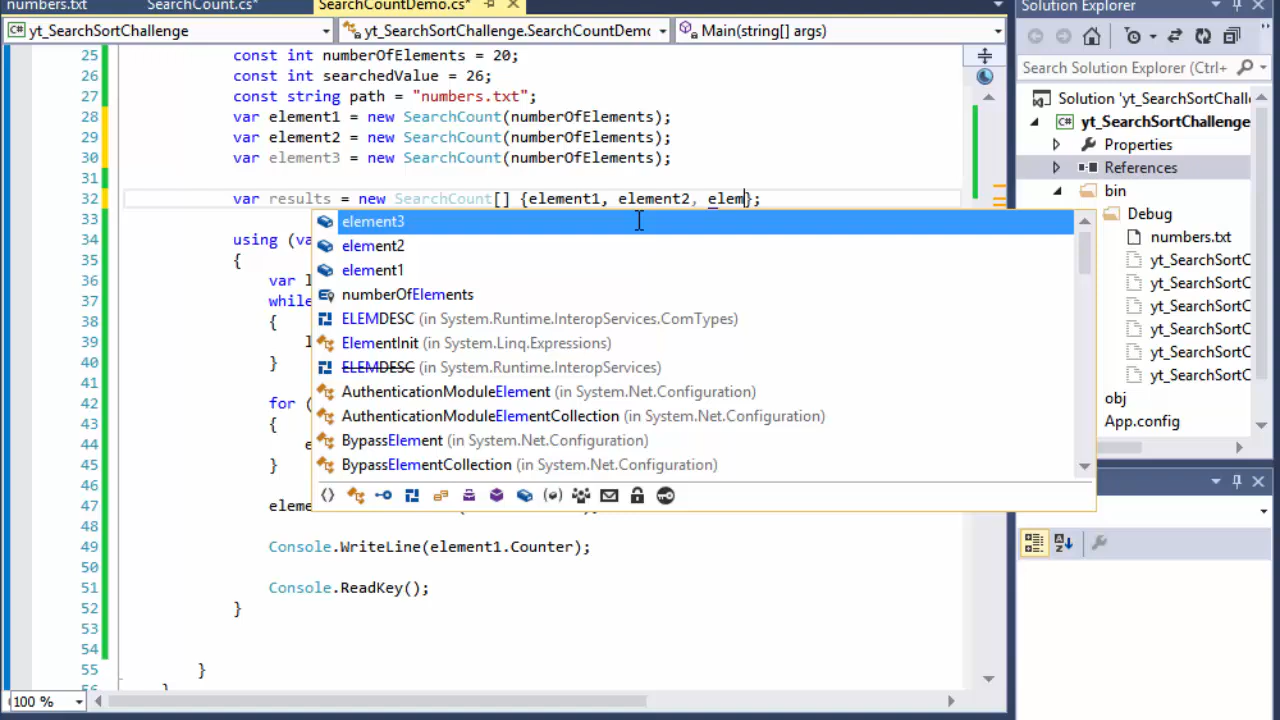 numbers.txt SearchCount.cs* SearchCountDemo.cs* Solution Explorer
yt_SearchSortChallenge yt_SearchSortChallenge.SearchCountDemo Main(string[] args)
Search Solution Explorer (Ctrl+
25 const int numberOfElements = 20;
26 const int searchedValue = 26;
27 const string path = "numbers.txt";
28 var element1 = new SearchCount(numberOfElements);
29 var element2 = new SearchCount(numberOfElements);
30 var element3 = new SearchCount(numberOfElements);
31
32 var results = new SearchCount[] {element1, element2, elem};
33
34 using (va
35 {
36 var l
37 while
38 {
39 l
40 }
41
42 for (
43 {
44 e
45 }
46
47 eleme
48
49 Console.WriteLine(element1.Counter);
50
51 Console.ReadKey();
52 }
53
54
55 }
56 }
element3
element2
element1
numberOfElements
ELEMDESC (in System.Runtime.InteropServices.ComTypes)
ElementInit (in System.Linq.Expressions)
ELEMDESC (in System.Runtime.InteropServices)
AuthenticationModuleElement (in System.Net.Configuration)
AuthenticationModuleElementCollection (in System.Net.Configuration)
BypassElement (in System.Net.Configuration)
BypassElementCollection (in System.Net.Configuration)
100 %
Solution 'yt_SearchSortChall
yt_SearchSortChallenge
Properties
References
bin
Debug
numbers.txt
yt_SearchSortC
yt_SearchSortC
yt_SearchSortC
yt_SearchSortC
yt_SearchSortC
yt_SearchSortC
obj
App.config